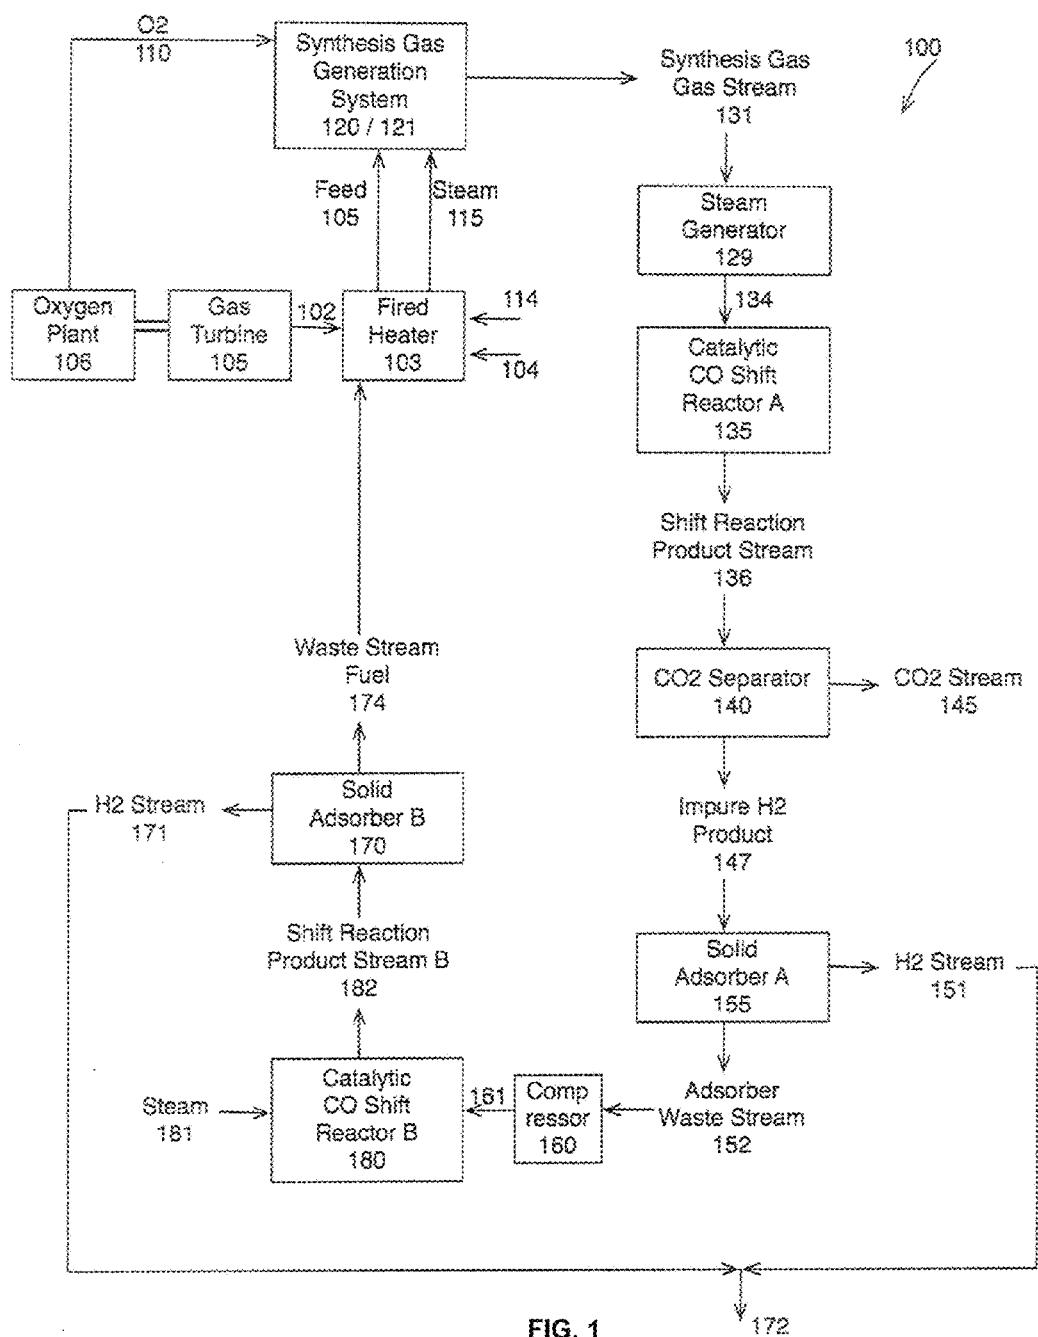 O2
110
Synthesis Gas
Generation
System
120 / 121
Synthesis Gas
Gas Stream
131
100
Feed
105
Steam
115
Steam
Generator
129
134
Oxygen
Plant
106
Gas
Turbine
105
102
Fired
Heater
103
114
104
Catalytic
CO Shift
Reactor A
135
Shift Reaction
Product Stream
136
Waste Stream
Fuel
174
CO2 Separator
140
CO2 Stream
145
H2 Stream
171
Solid
Adsorber B
170
Impure H2
Product
147
Shift Reaction
Product Stream B
182
Solid
Adsorber A
155
H2 Stream
151
Steam
181
Catalytic
CO Shift
Reactor B
180
161
Comp
ressor
160
Adsorber
Waste Stream
152
172
FIG. 1